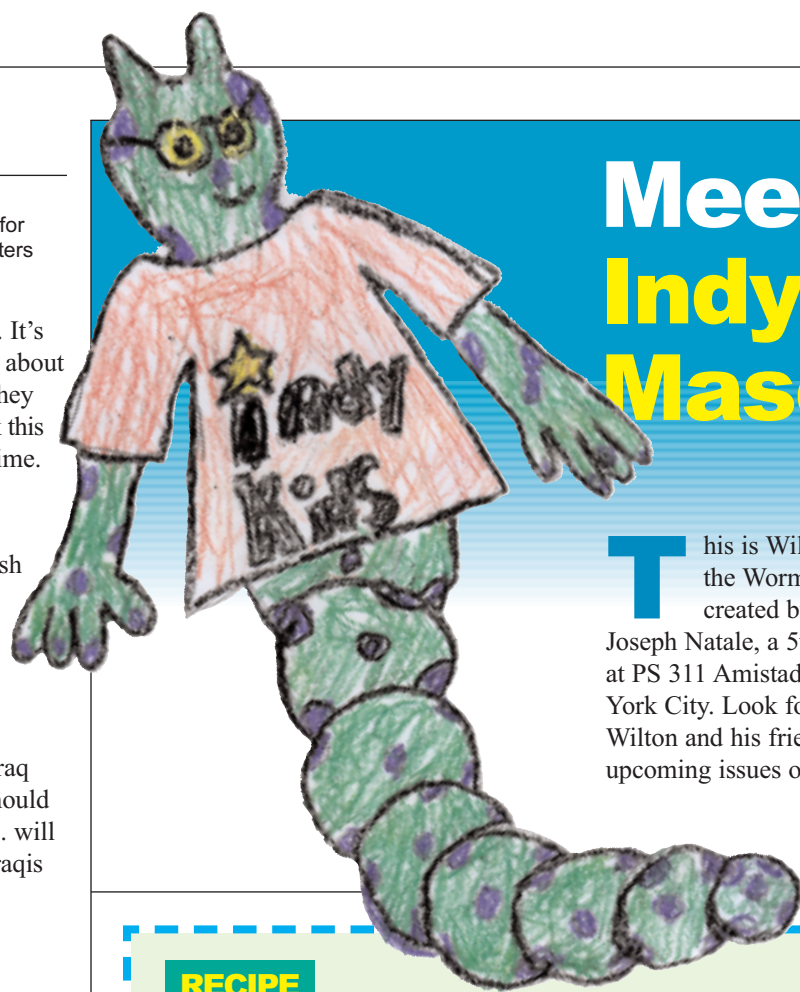 for
ters
. It's
about
hey
this
ime.
sh
raq
hould
. will
raqis
indy
Kids
Mee
Indy
Mas
This is Wil
the Worm
created b
Joseph Natale, a 5
at PS 311 Amistad
York City. Look fo
Wilton and his frie
upcoming issues o
RECIPE